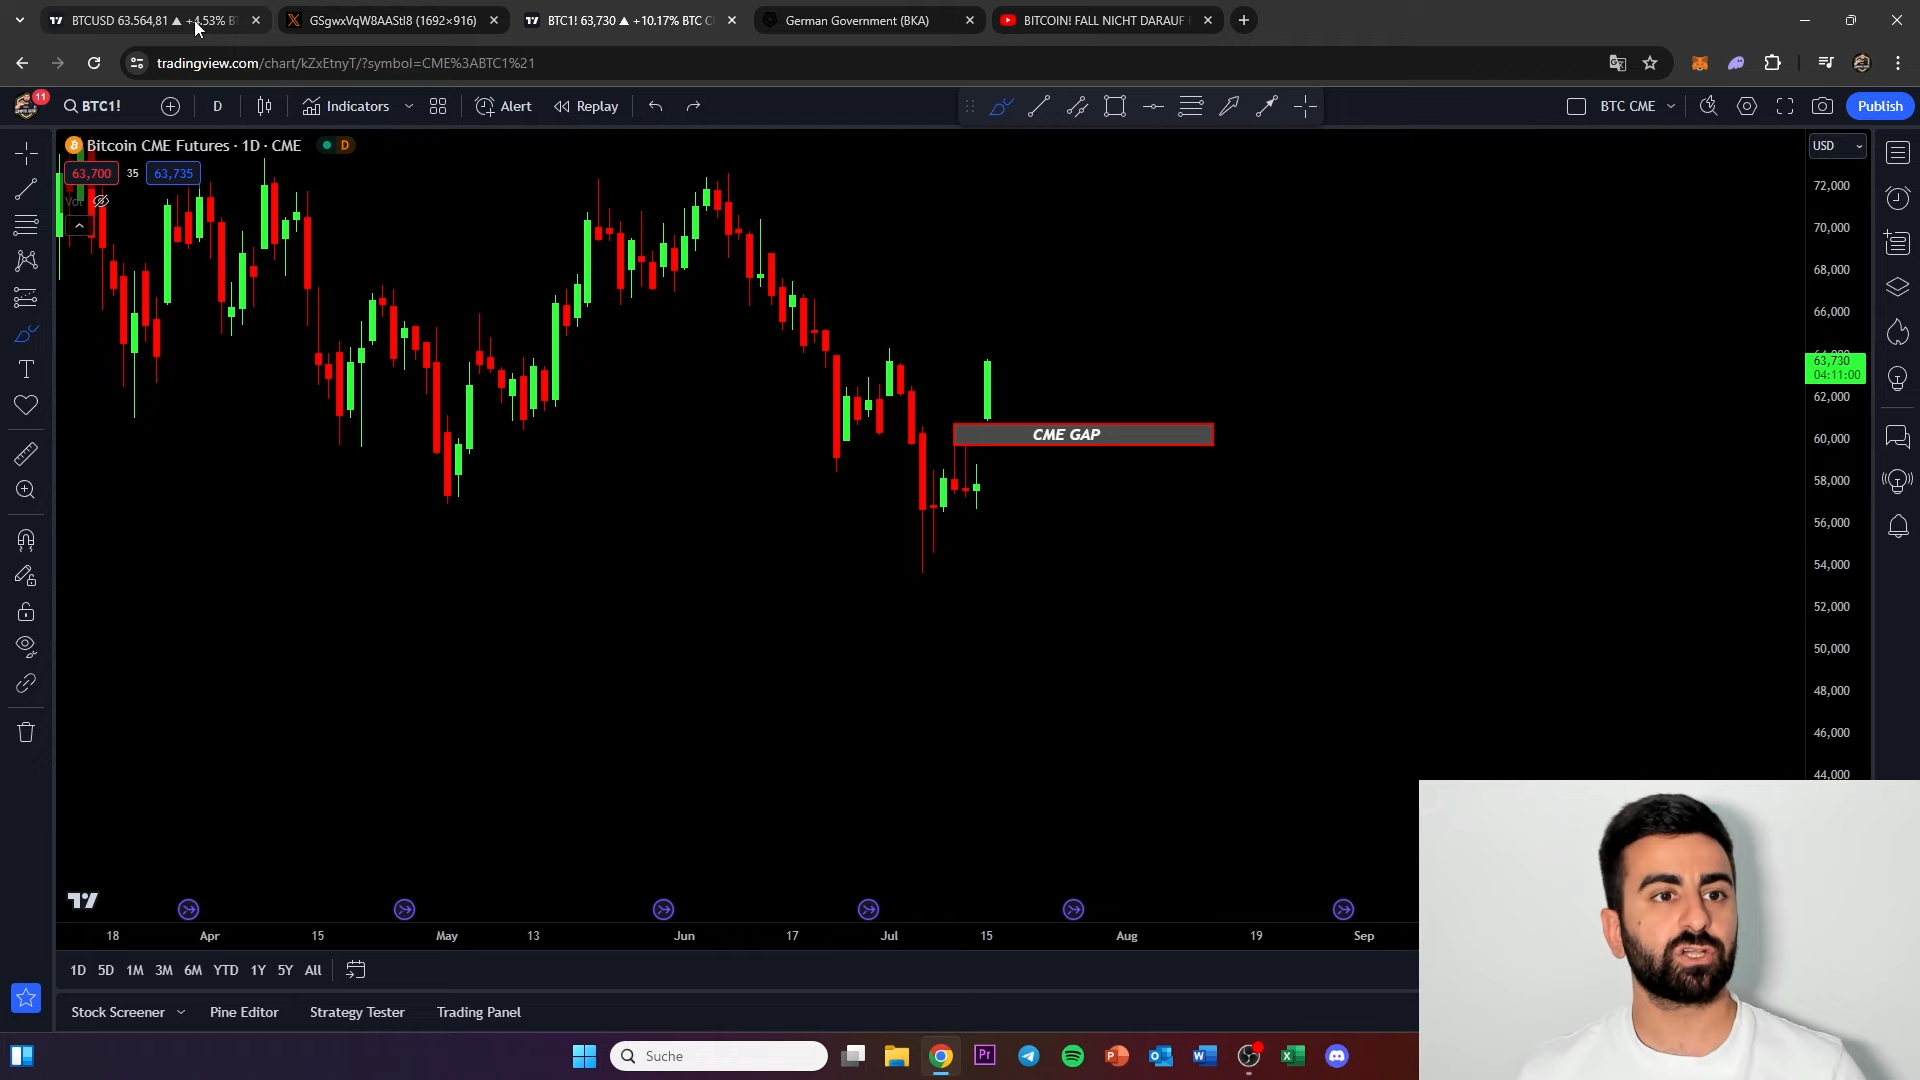 BTCUSD 63.564,81 ▲ +4.53% B
GSgwxVqW8AAStl8 (1692×916)
BTC1! 63,730 ▲ +10.17% BTC C
German Government (BKA)
BITCOIN! FALL NICHT DARAUF
tradingview.com/chart/kZxEtnyT/?symbol=CME%3ABTC1%21
11
BTC1!
D
Indicators
Alert
Replay
BTC CME
Publish
Bitcoin CME Futures · 1D · CME
D
USD
63,700
35
63,735
Vol
72,000
70,000
68,000
66,000
64,000
63,730
04:11:00
62,000
60,000
58,000
56,000
54,000
52,000
50,000
48,000
46,000
44,000
CME GAP
18
Apr
15
May
13
Jun
17
Jul
15
Aug
19
Sep
1D
5D
1M
3M
6M
YTD
1Y
5Y
All
Stock Screener
Pine Editor
Strategy Tester
Trading Panel
Suche